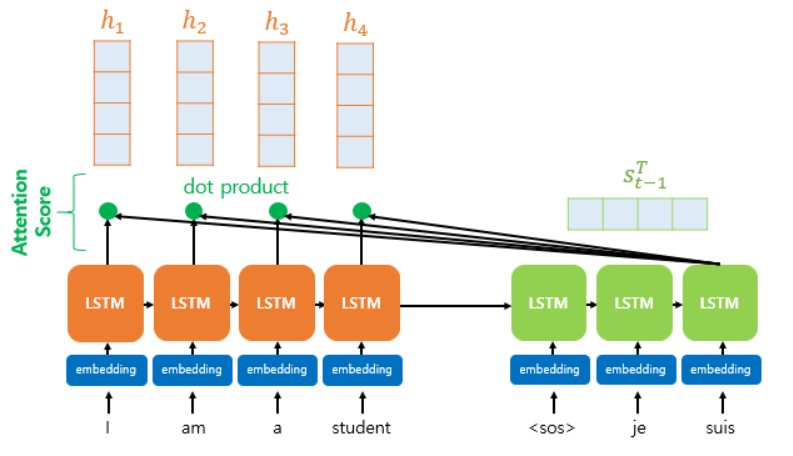 h₁ h₂ h₃ h₄
dot product
Attention
Score
sᵀₜ₋₁
LSTM LSTM LSTM LSTM LSTM LSTM LSTM
embedding embedding embedding embedding embedding embedding embedding
I am a student <sos> je suis